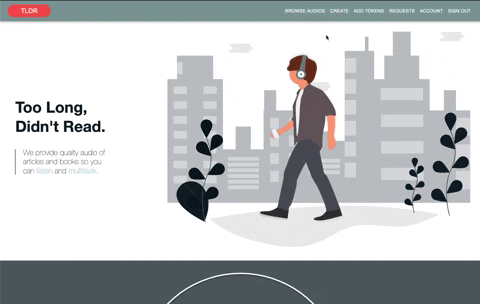 TLDR
BROWSE AUDIOS CREATE ADD TOKENS REQUESTS ACCOUNT SIGN OUT
Too Long,
Didn't Read.
We provide quality audio of
articles and books so you
can listen and multitask.